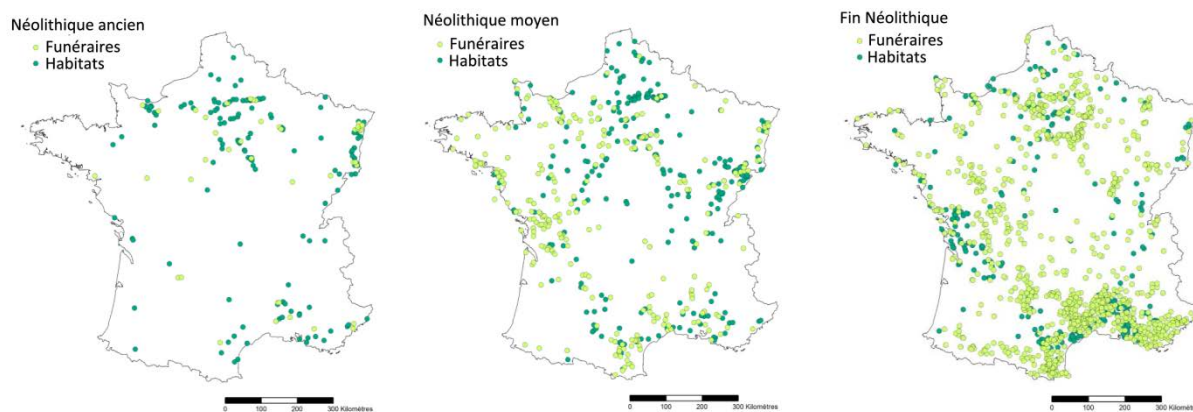 Néolithique ancien
Funéraires
Habitats
0 100 200 300 Kilomètres
Néolithique moyen
Funéraires
Habitats
0 100 200 300 Kilomètres
Fin Néolithique
Funéraires
Habitats
0 100 200 300 Kilomètres